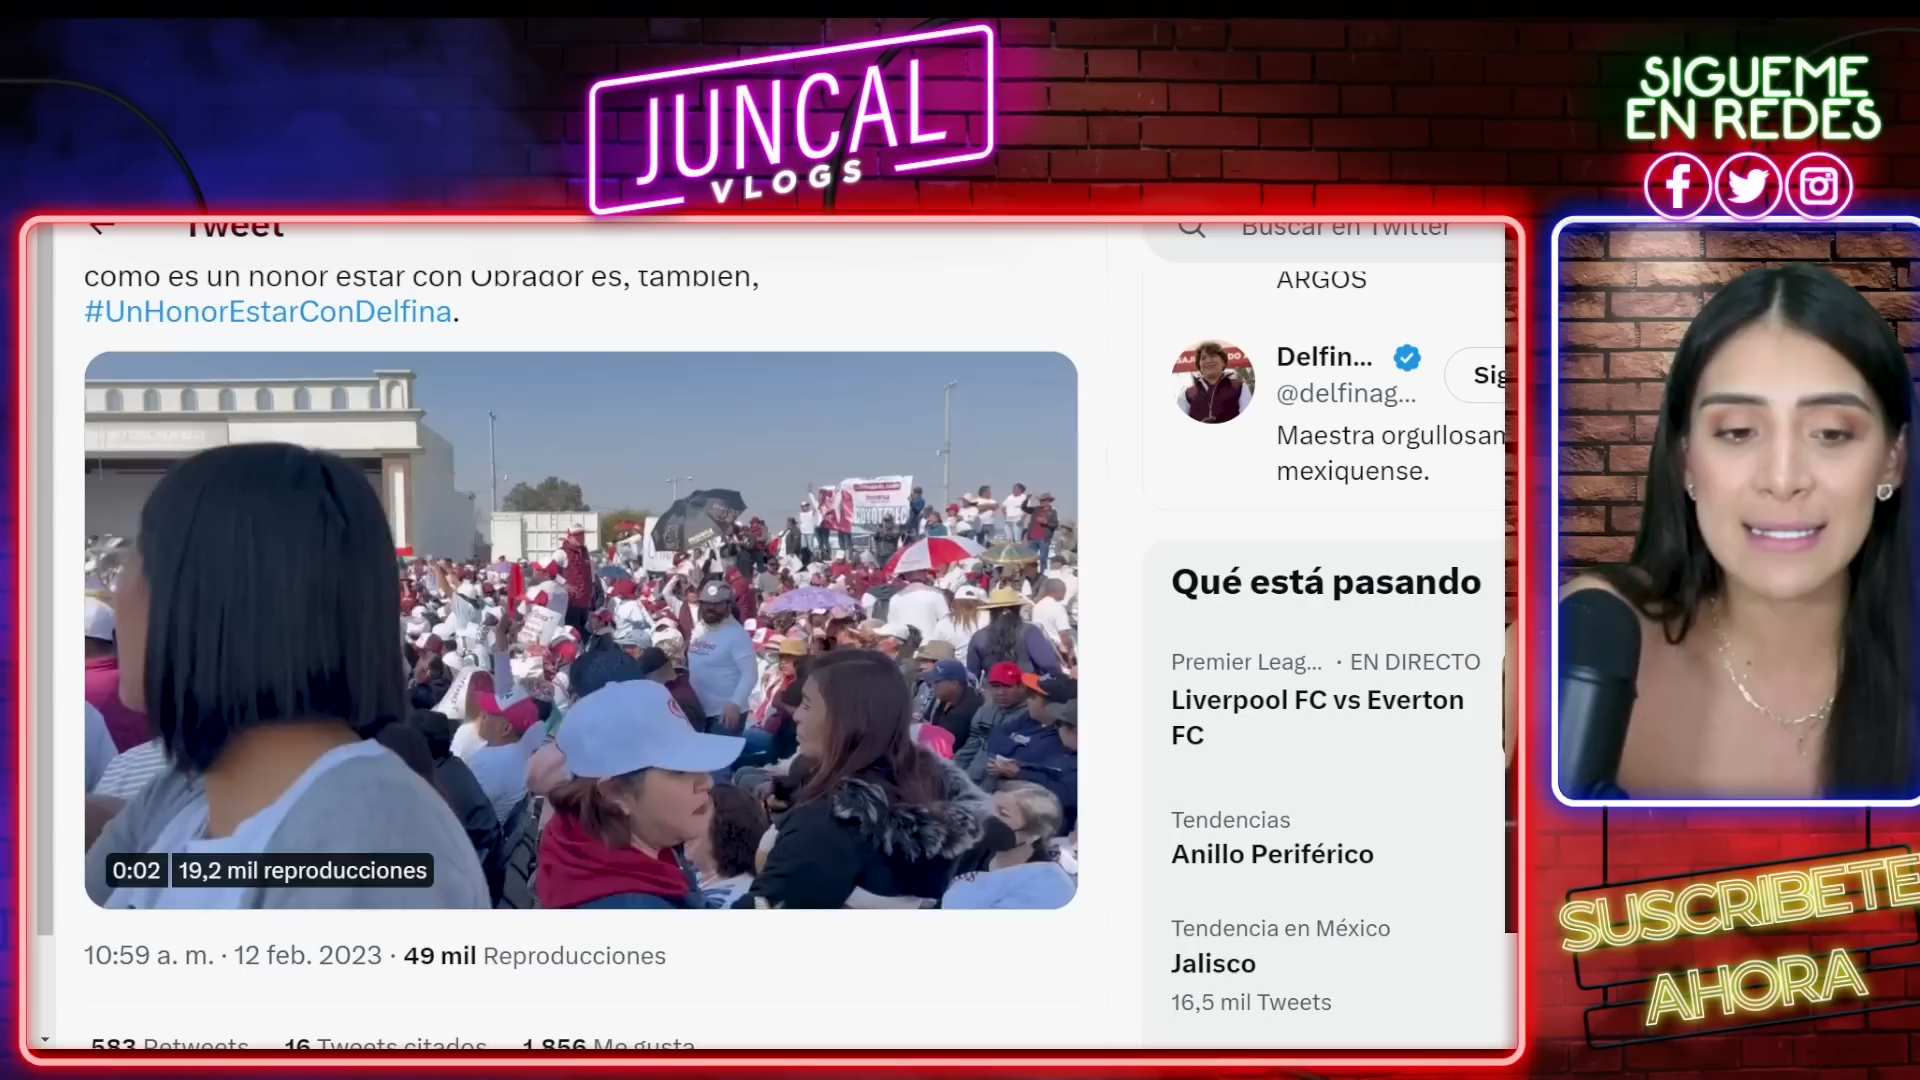 JUNCAL
VLOGS
SIGUEME
EN REDES
Tweet
Buscar en Twitter
como es un honor estar con Obrador es, también,
#UnHonorEstarConDelfina.
ARGOS
Delfin...
@delfinag...
Sig
Maestra orgullosam
mexiquense.
COYOTEPEC
0:02
19,2 mil reproducciones
10:59 a. m. · 12 feb. 2023 · 49 mil Reproducciones
583 Retweets 16 Tweets citados 1.856 Me gusta
Qué está pasando
Premier Leag... · EN DIRECTO
Liverpool FC vs Everton
FC
Tendencias
Anillo Periférico
Tendencia en México
Jalisco
16,5 mil Tweets
SUSCRIBETE
AHORA